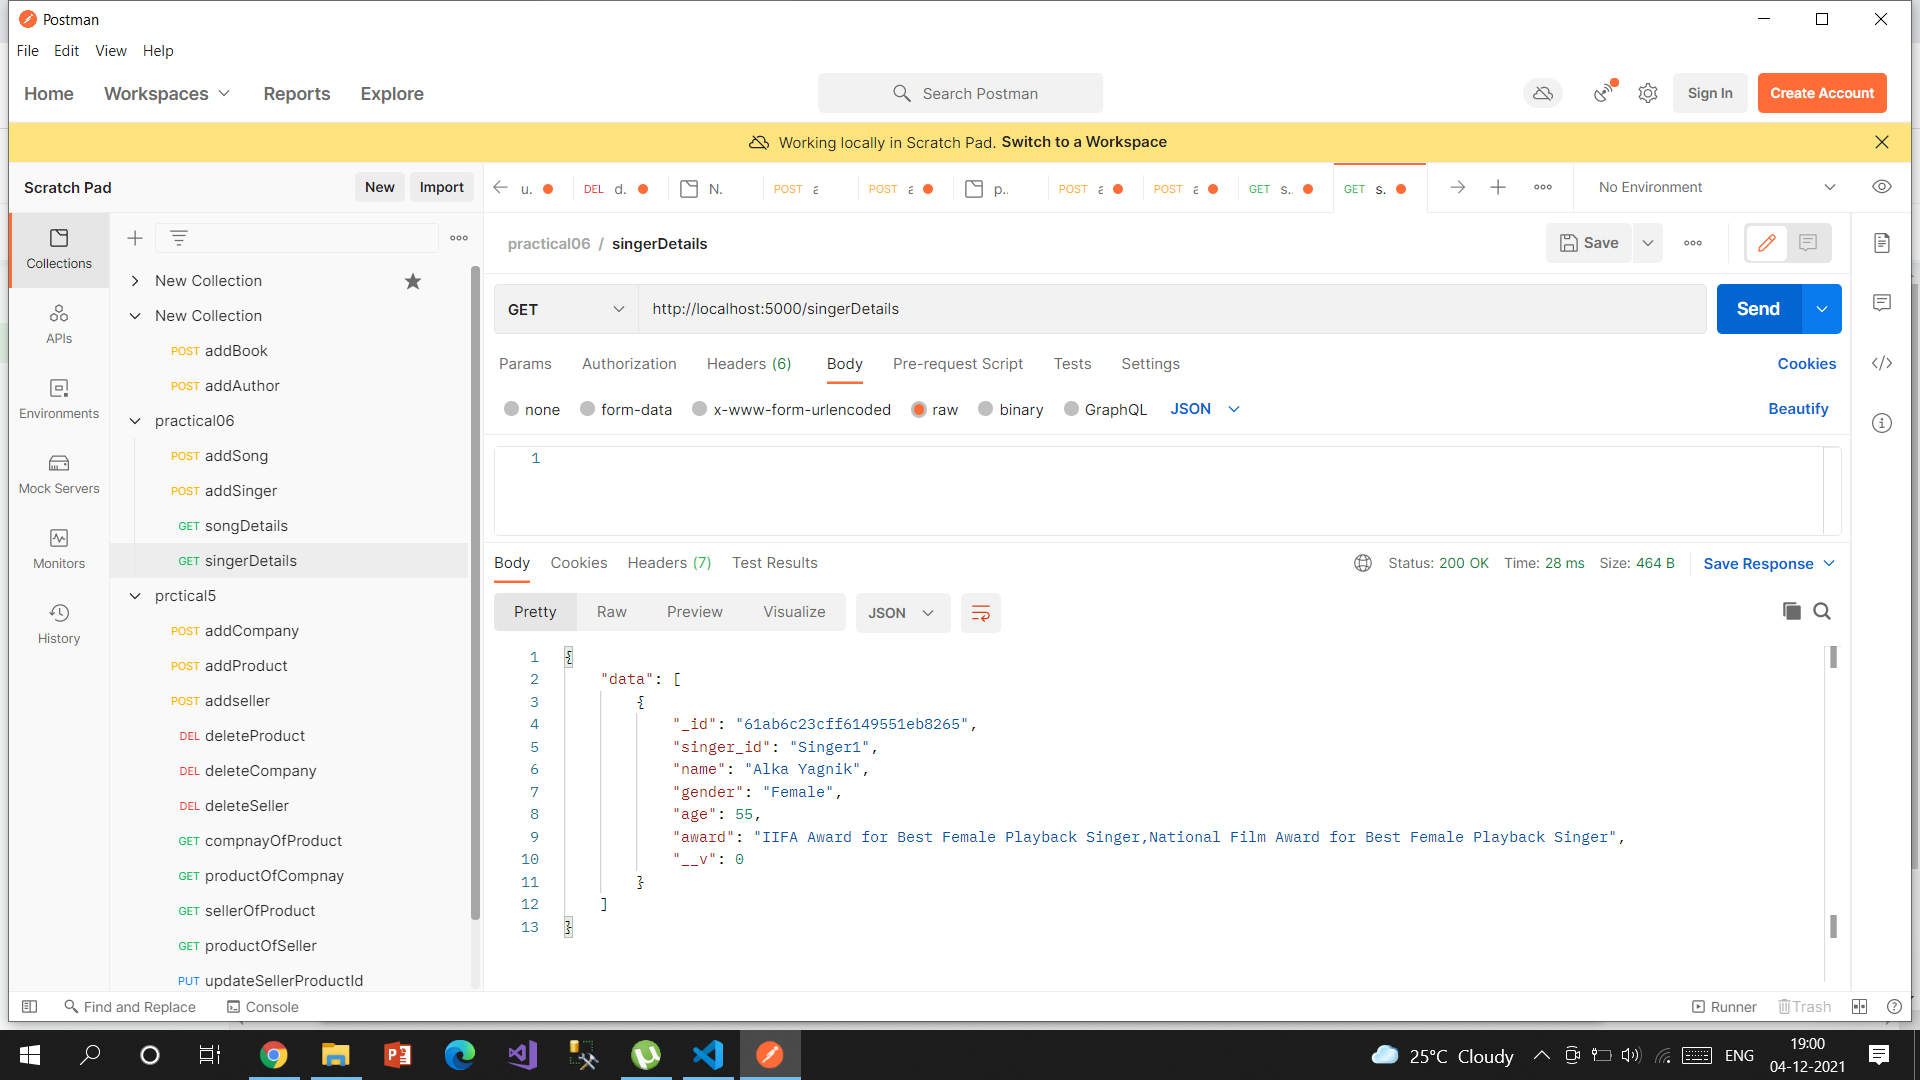 Postman
File Edit View Help
Home Workspaces Reports Explore Search Postman Sign In Create Account
Working locally in Scratch Pad. Switch to a Workspace
Scratch Pad New Import
u. DEL d. N. POST a POST a p.. POST a POST a GET s.. GET s. No Environment
Collections
APIs
Environments
Mock Servers
Monitors
History
New Collection
New Collection
POST addBook
POST addAuthor
practical06
POST addSong
POST addSinger
GET songDetails
GET singerDetails
prctical5
POST addCompany
POST addProduct
POST addseller
DEL deleteProduct
DEL deleteCompany
DEL deleteSeller
GET compnayOfProduct
GET productOfCompnay
GET sellerOfProduct
GET productOfSeller
PUT updateSellerProductId
practical06 / singerDetails Save
GET http://localhost:5000/singerDetails Send
Params Authorization Headers (6) Body Pre-request Script Tests Settings Cookies
none form-data x-www-form-urlencoded raw binary GraphQL JSON Beautify
1
Body Cookies Headers (7) Test Results Status: 200 OK Time: 28 ms Size: 464 B Save Response
Pretty Raw Preview Visualize JSON
1 {
2 "data": [
3 {
4 "_id": "61ab6c23cff6149551eb8265",
5 "singer_id": "Singer1",
6 "name": "Alka Yagnik",
7 "gender": "Female",
8 "age": 55,
9 "award": "IIFA Award for Best Female Playback Singer,National Film Award for Best Female Playback Singer",
10 "__v": 0
11 }
12 ]
13 }
Find and Replace Console Runner Trash
25°C Cloudy ENG 19:00
04-12-2021